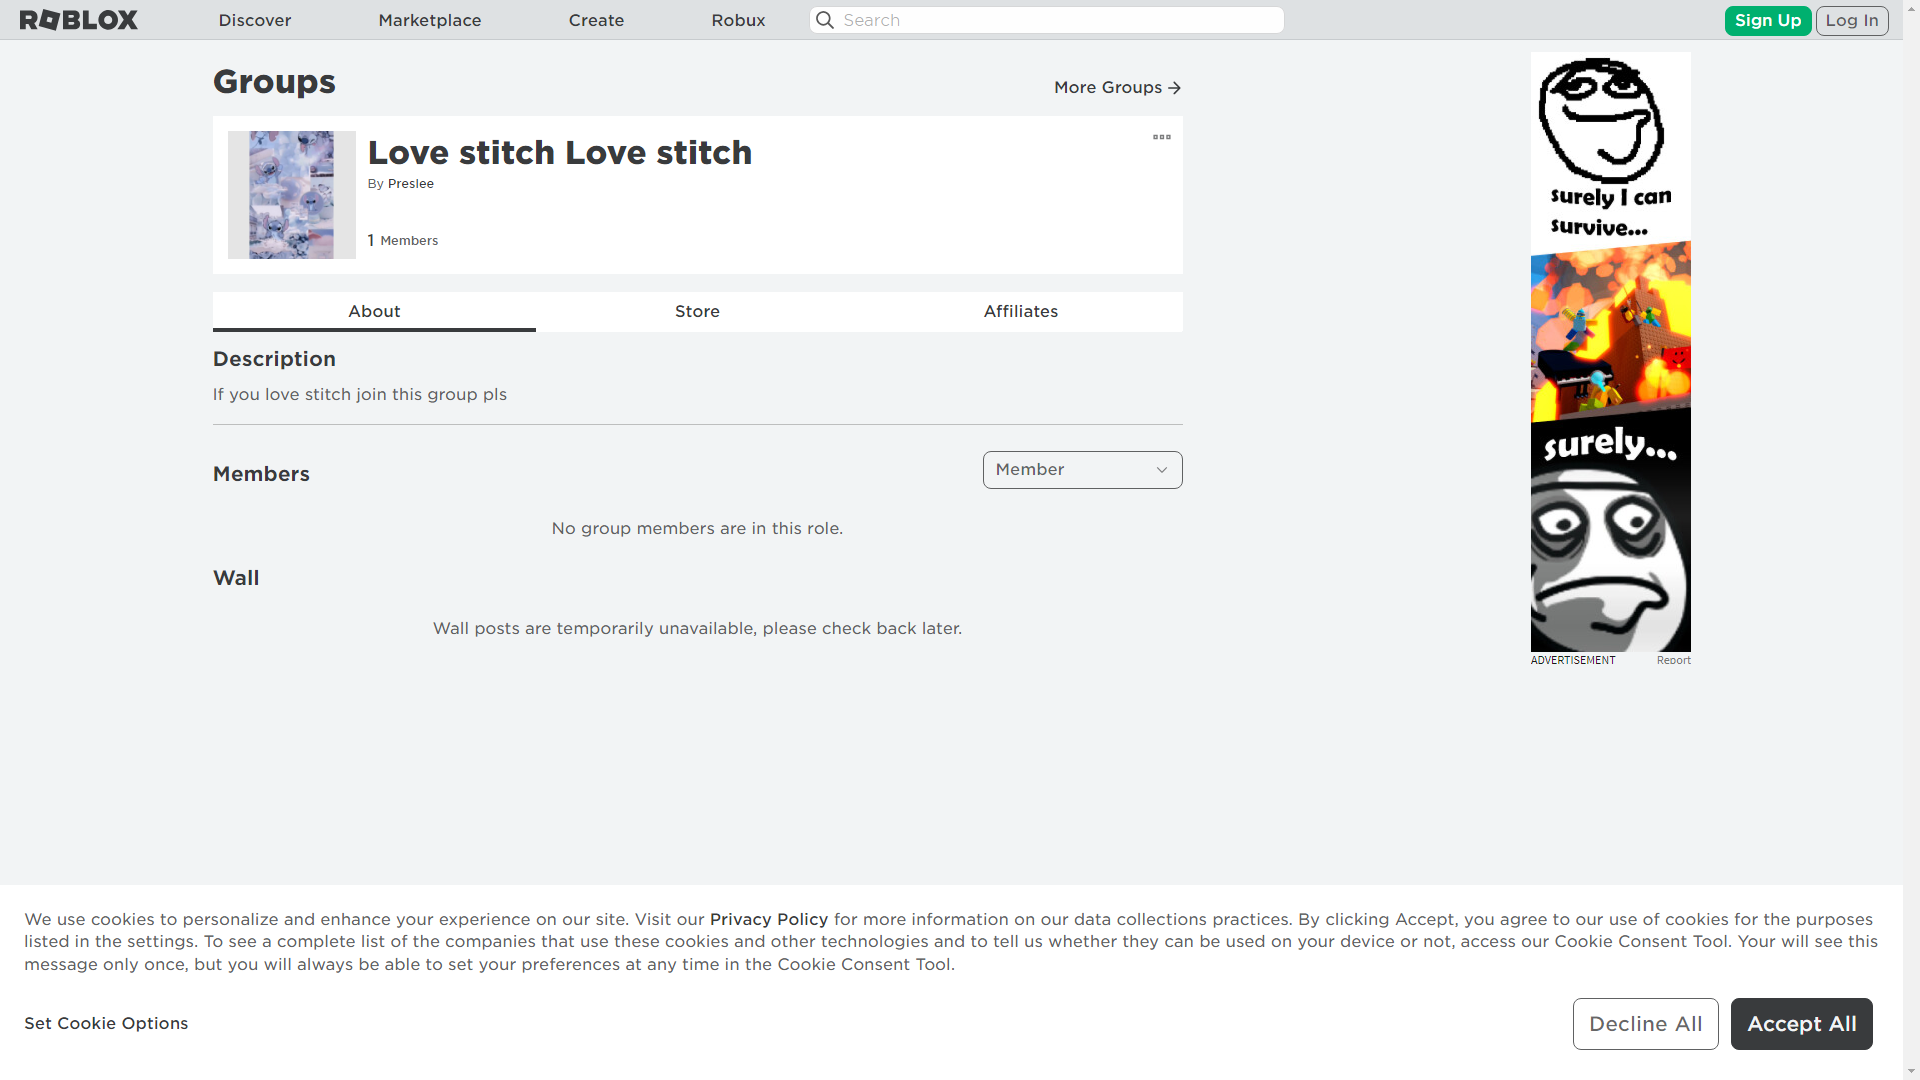 ROBLOX
Discover
Marketplace
Create
Robux
Search
Sign Up
Log In
Groups
More Groups →
Love stitch Love stitch
By Preslee
1 Members
About
Store
Affiliates
Description
If you love stitch join this group pls
Members
Member
No group members are in this role.
Wall
Wall posts are temporarily unavailable, please check back later.
surely I can
survive...
surely...
ADVERTISEMENT
Report
We use cookies to personalize and enhance your experience on our site. Visit our Privacy Policy for more information on our data collections practices. By clicking Accept, you agree to our use of cookies for the purposes
listed in the settings. To see a complete list of the companies that use these cookies and other technologies and to tell us whether they can be used on your device or not, access our Cookie Consent Tool. Your will see this
message only once, but you will always be able to set your preferences at any time in the Cookie Consent Tool.
Set Cookie Options
Decline All
Accept All